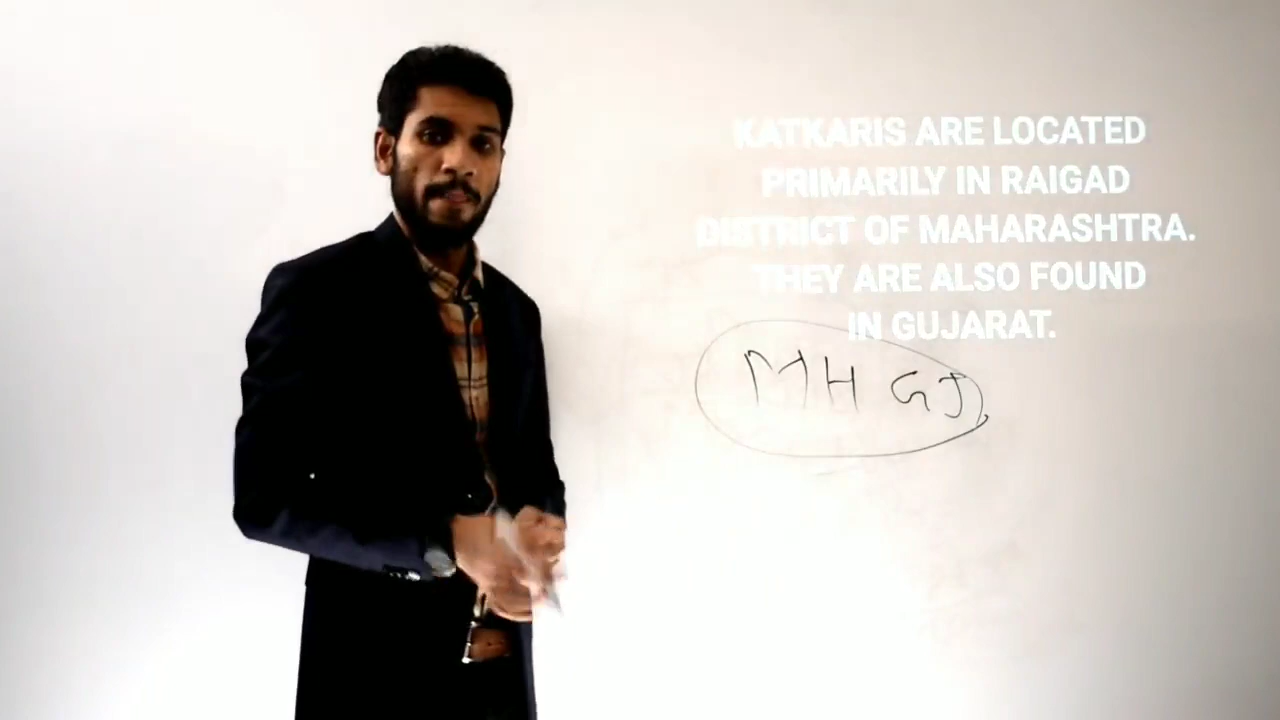 KATKARIS ARE LOCATED
PRIMARILY IN RAIGAD
DISTRICT OF MAHARASHTRA.
THEY ARE ALSO FOUND
IN GUJARAT.
MH GJ